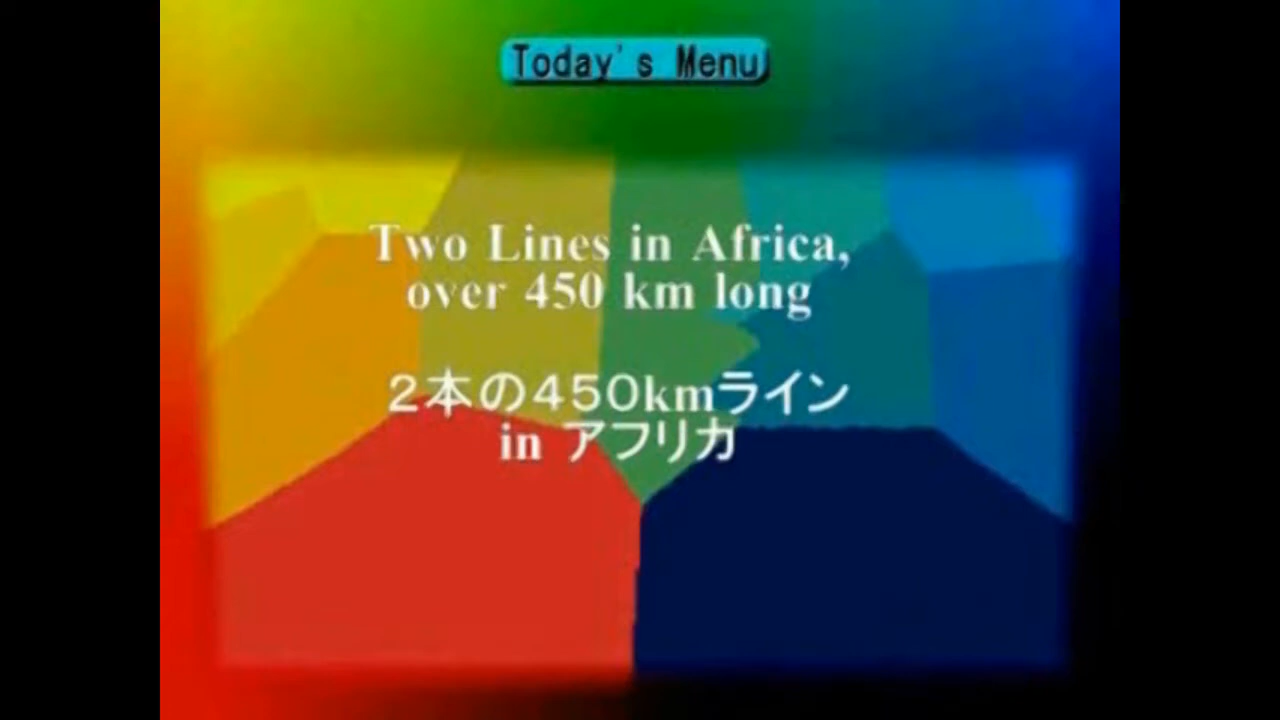 Today's Menu
Two Lines in Africa,
over 450 km long
２本の４５０kmライン
in アフリカ